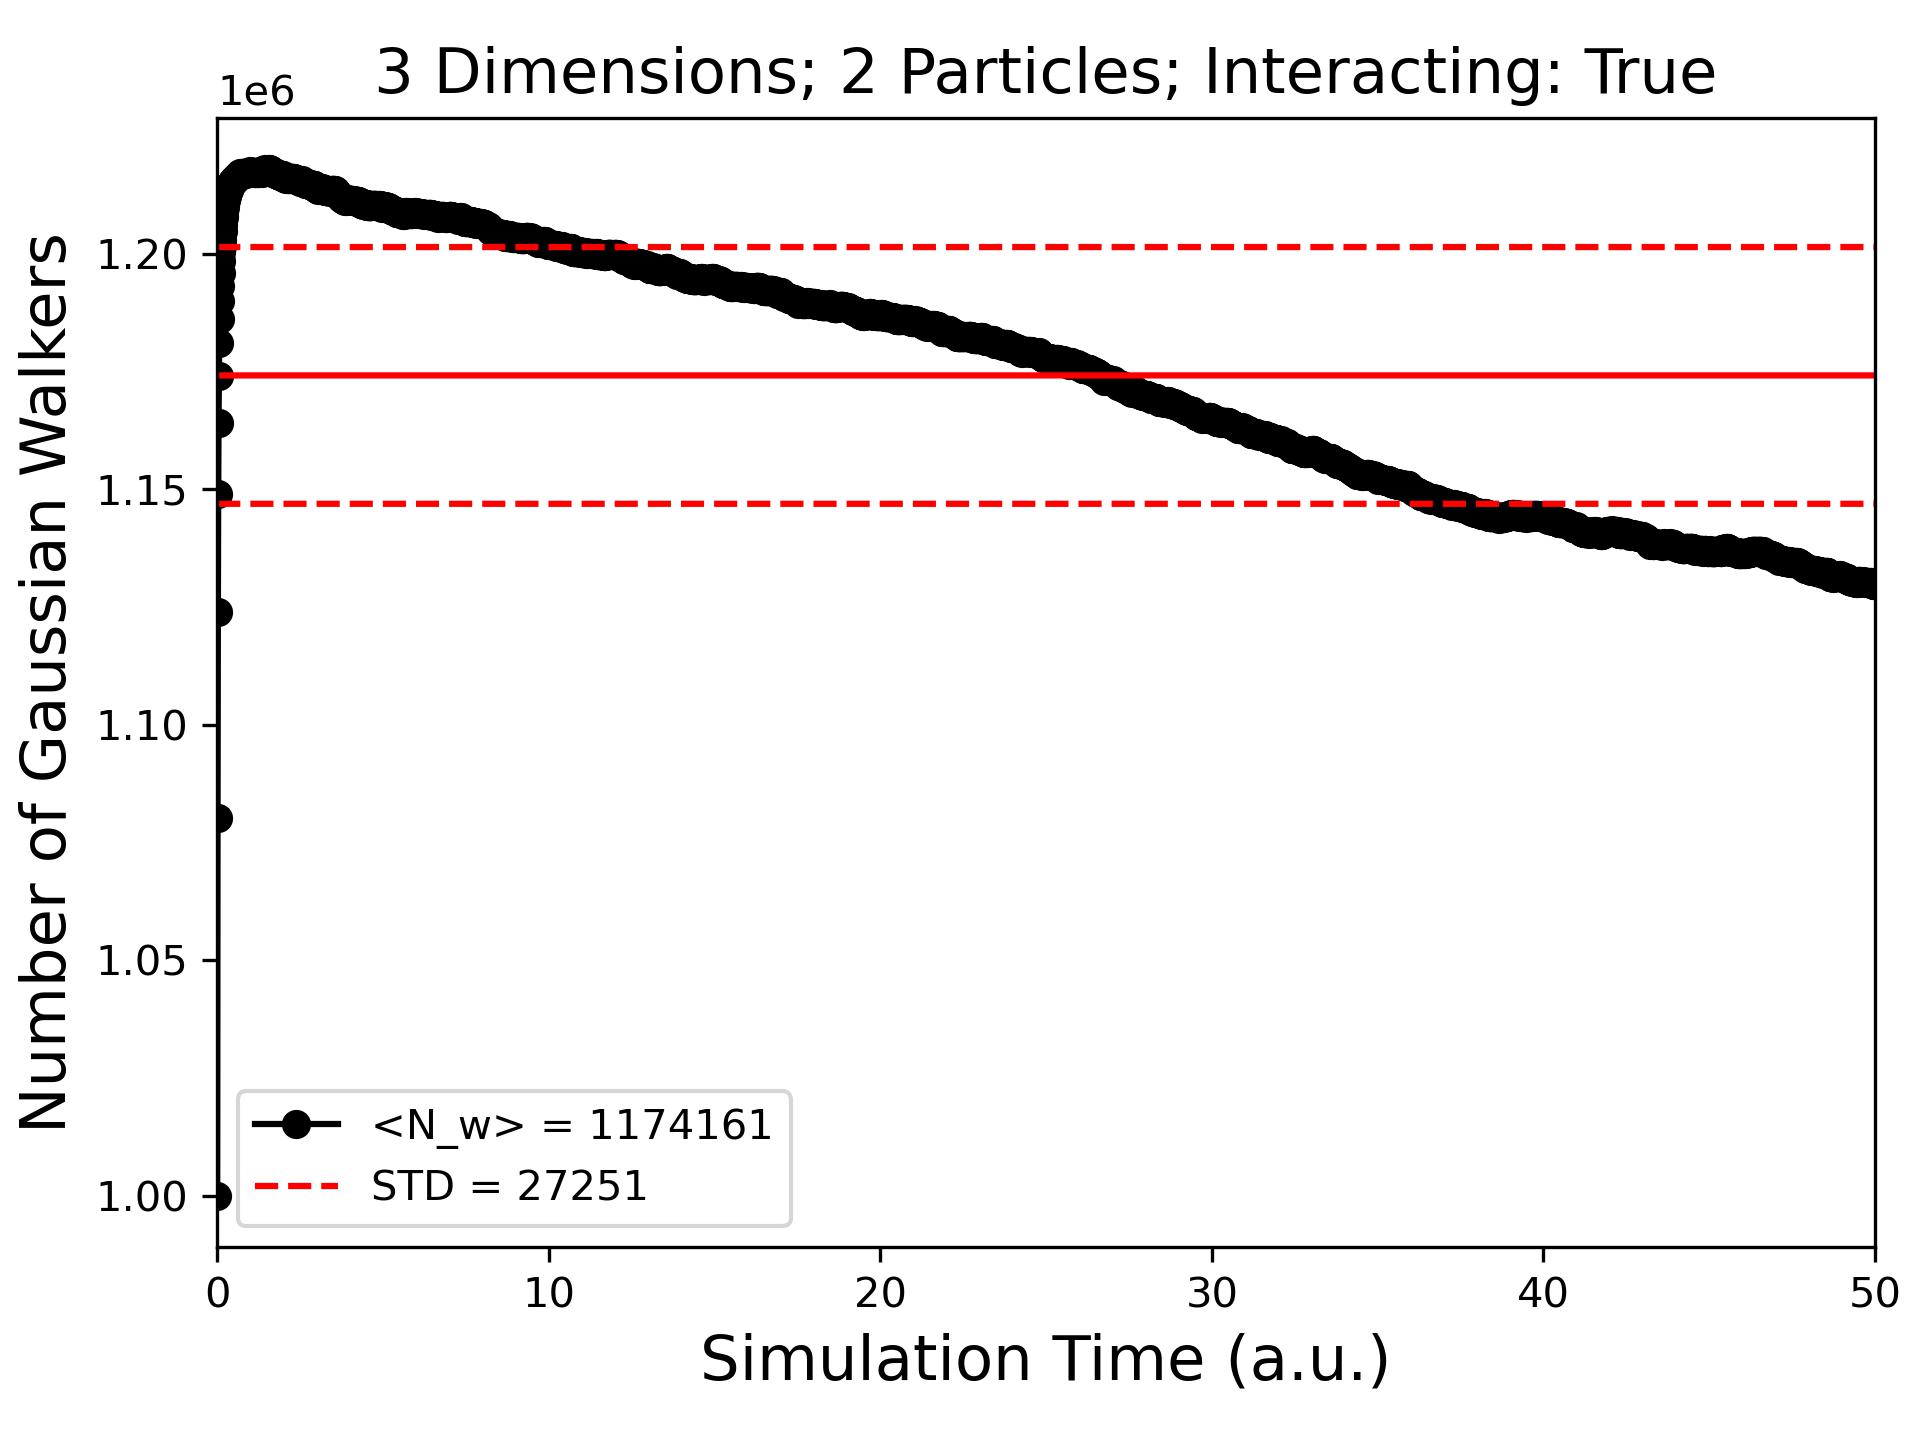 3 Dimensions; 2 Particles; Interacting: True
1e6
Number of Gaussian Walkers
1.20
1.15
1.10
1.05
1.00
<N_w> = 1174161
STD = 27251
0 10 20 30 40 50
Simulation Time (a.u.)